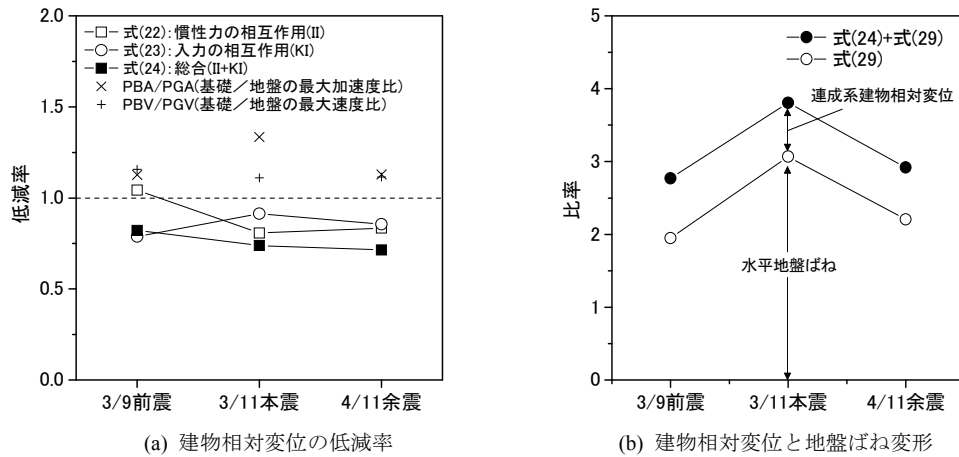 2.0
1.5
1.0
0.5
0.0
低減率
式(22):慣性力の相互作用(II)
式(23):入力の相互作用(KI)
式(24):総合(II+KI)
PBA/PGA(基礎／地盤の最大加速度比)
PBV/PGV(基礎／地盤の最大速度比)
3/9前震
3/11本震
4/11余震
(a) 建物相対変位の低減率
5
4
3
2
1
0
比率
式(24)+式(29)
式(29)
連成系建物相対変位
水平地盤ばね
3/9前震
3/11本震
4/11余震
(b) 建物相対変位と地盤ばね変形